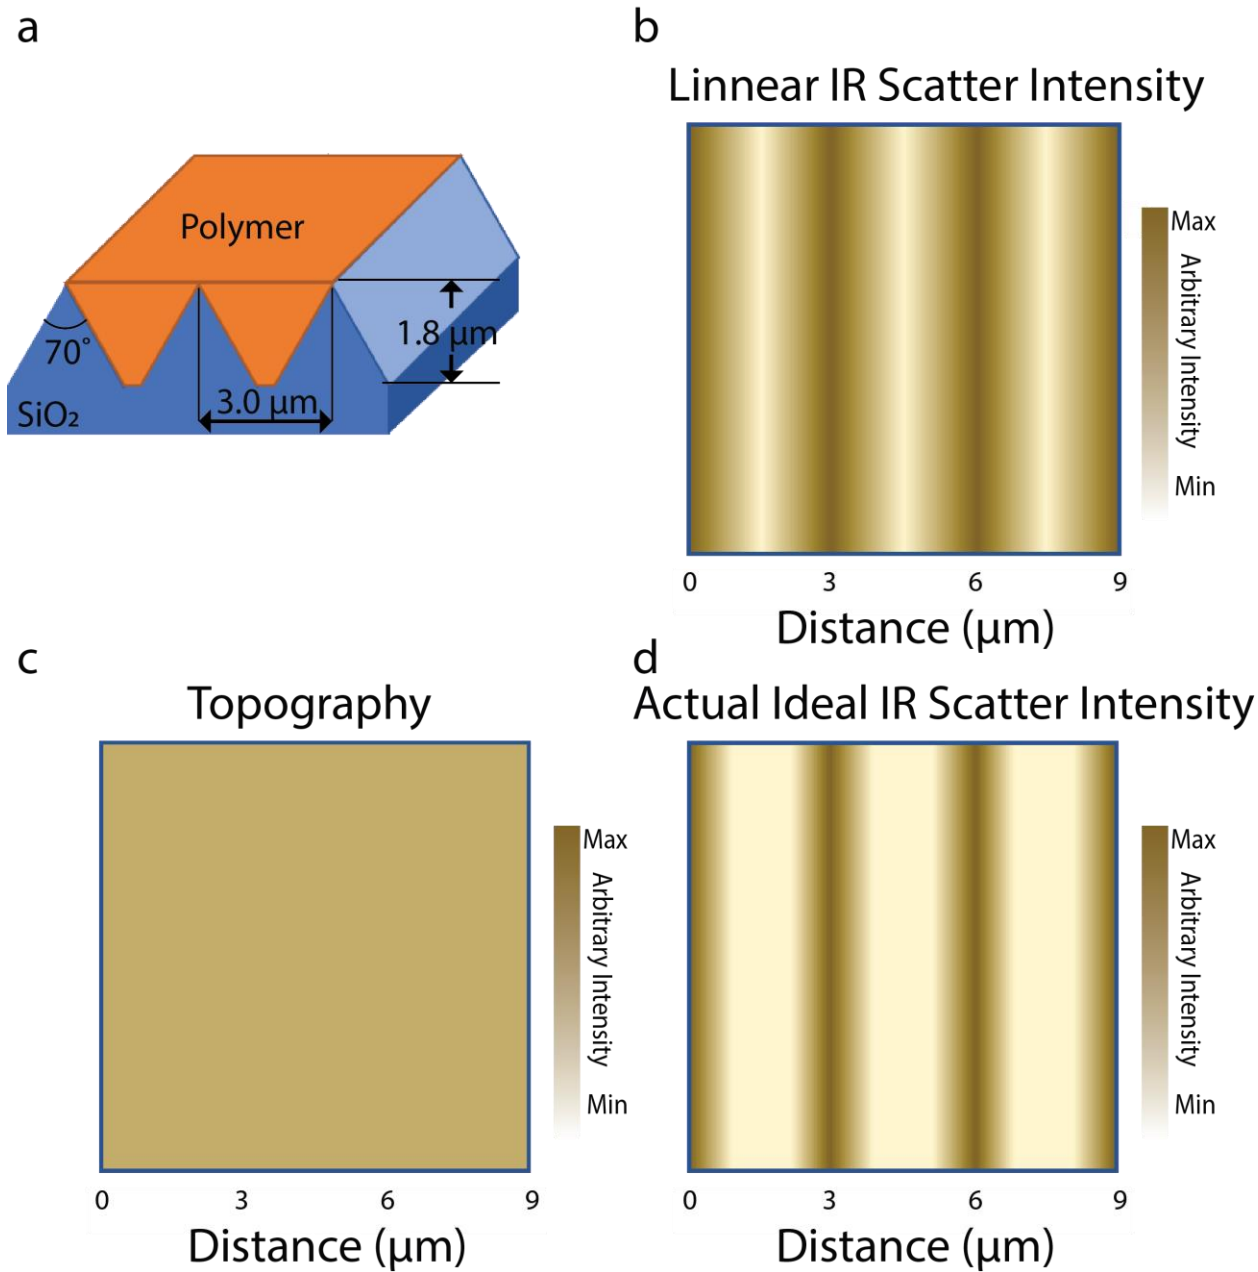 a
Polymer
70°
1.8 µm
3.0 µm
SiO₂
b
Linnear IR Scatter Intensity
Max
Arbitrary Intensity
Min
0 3 6 9
Distance (µm)
c
Topography
Max
Arbitrary Intensity
Min
0 3 6 9
Distance (µm)
d
Actual Ideal IR Scatter Intensity
Max
Arbitrary Intensity
Min
0 3 6 9
Distance (µm)